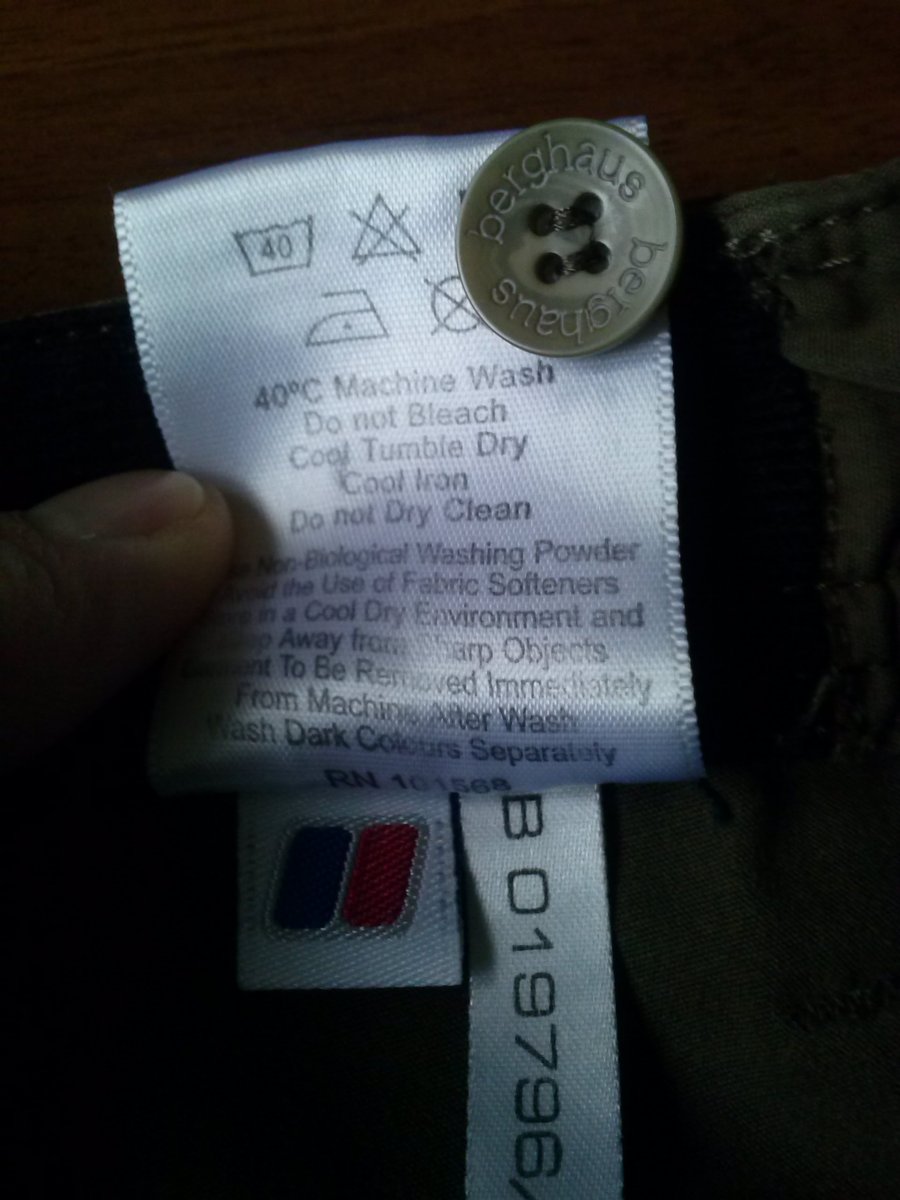 berghaus
berghaus
40
40°C Machine Wash
Do not Bleach
Cool Tumble Dry
Cool Iron
Do not Dry Clean
Non-Biological Washing Powder
the Use of Fabric Softeners
in a Cool Dry Environment and
Away from Sharp Objects
To Be Removed Immediately
From Machine After Wash
Wash Dark Colours Separately
RN 101568
B 019796/